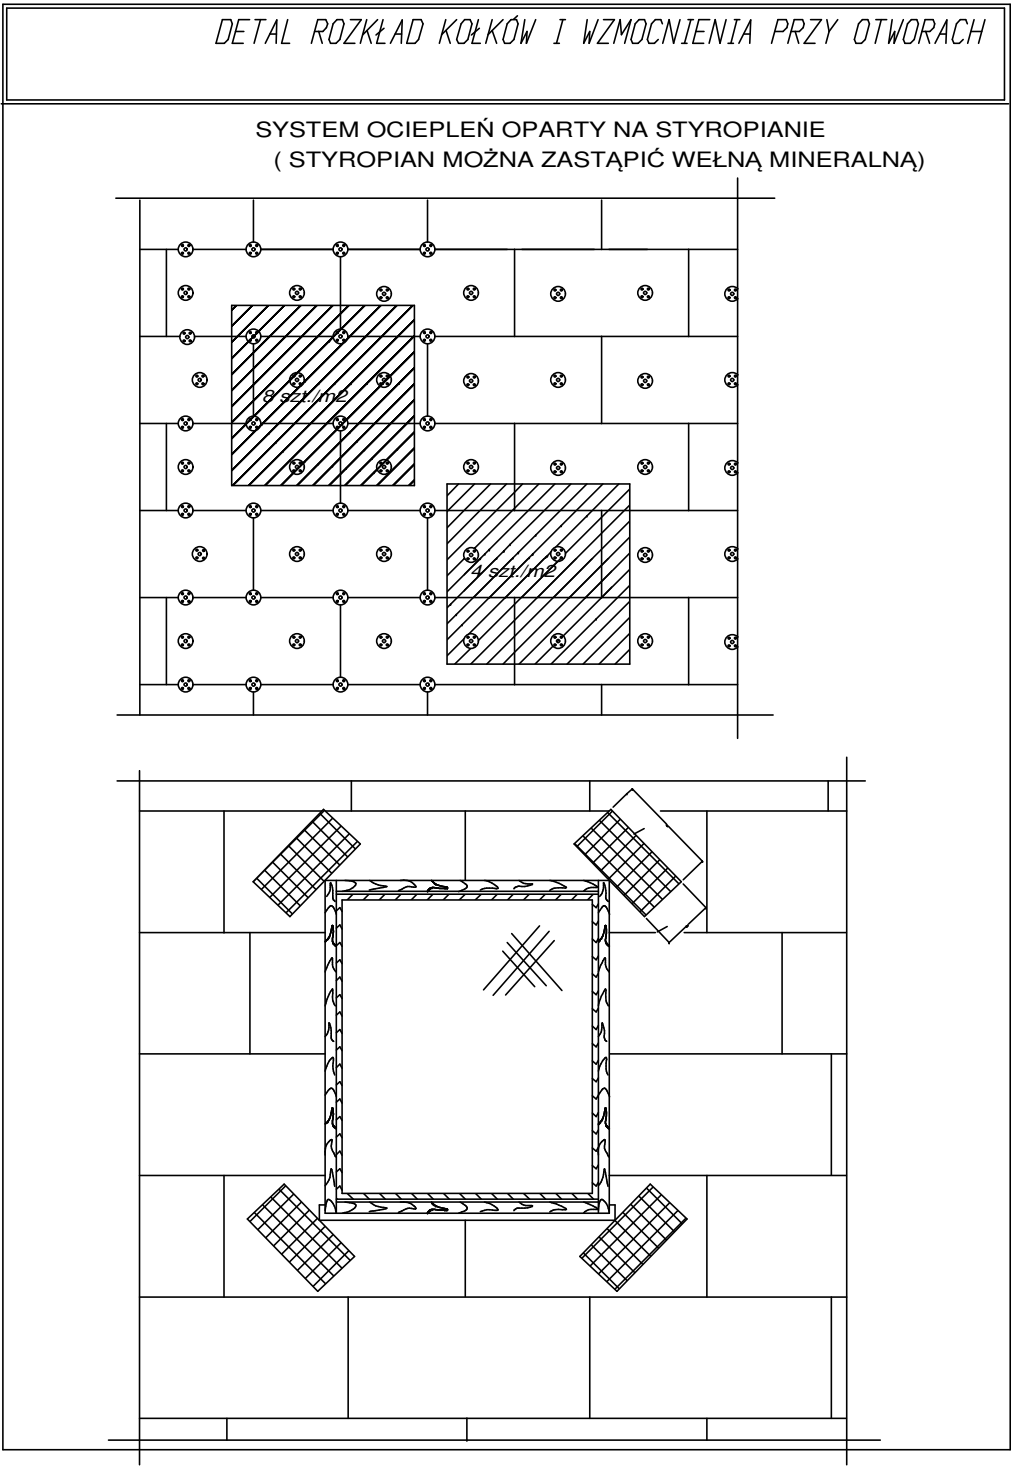 DETAL ROZKŁAD KOŁKÓW I WZMOCNIENIA PRZY OTWORACH
SYSTEM OCIEPLEŃ OPARTY NA STYROPIANIE
( STYROPIAN MOŻNA ZASTĄPIĆ WEŁNĄ MINERALNĄ)
8 szt./m2
4 szt./m2